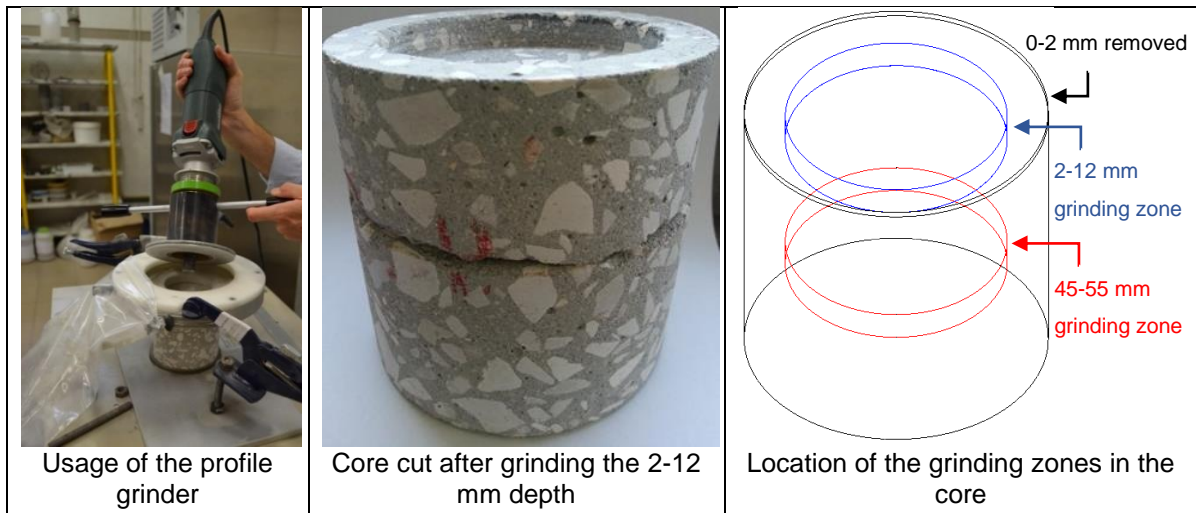 0-2 mm removed
2-12 mm
grinding zone
45-55 mm
grinding zone
Usage of the profile
grinder
Core cut after grinding the 2-12
mm depth
Location of the grinding zones in the
core